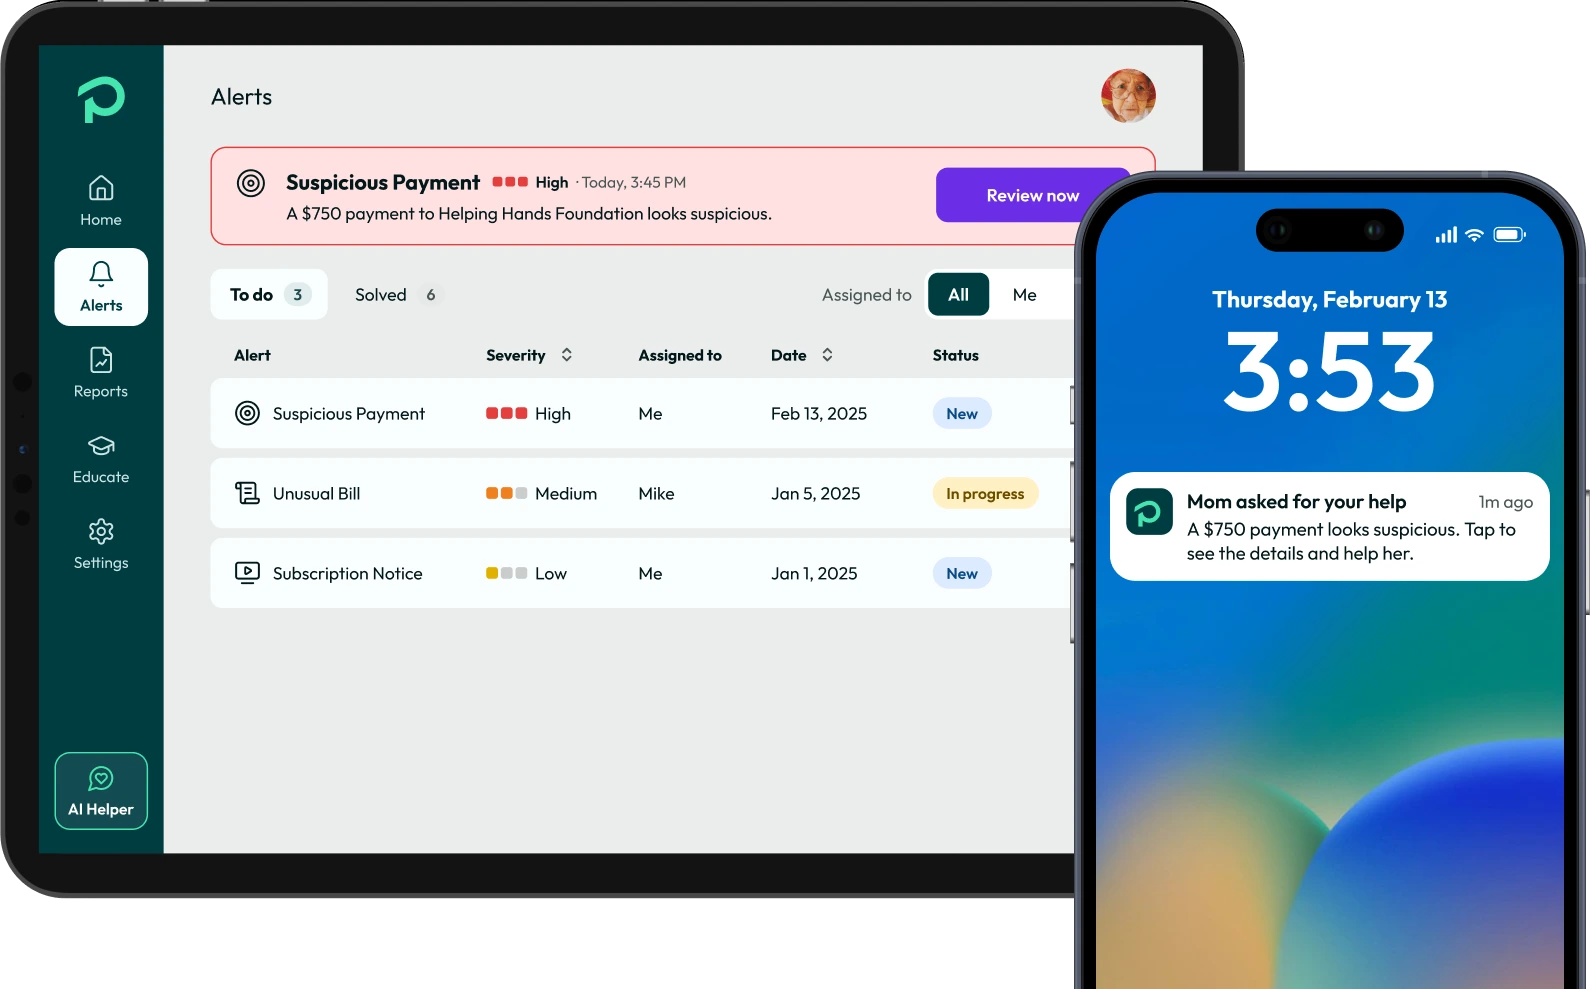 Alerts
Suspicious Payment High · Today, 3:45 PM
A $750 payment to Helping Hands Foundation looks suspicious.
Review now
Home
Alerts
Reports
Educate
Settings
AI Helper
To do 3 Solved 6 Assigned to All Me
Alert Severity Assigned to Date Status
Suspicious Payment High Me Feb 13, 2025 New
Unusual Bill Medium Mike Jan 5, 2025 In progress
Subscription Notice Low Me Jan 1, 2025 New
Thursday, February 13
3:53
Mom asked for your help 1m ago
A $750 payment looks suspicious. Tap to
see the details and help her.